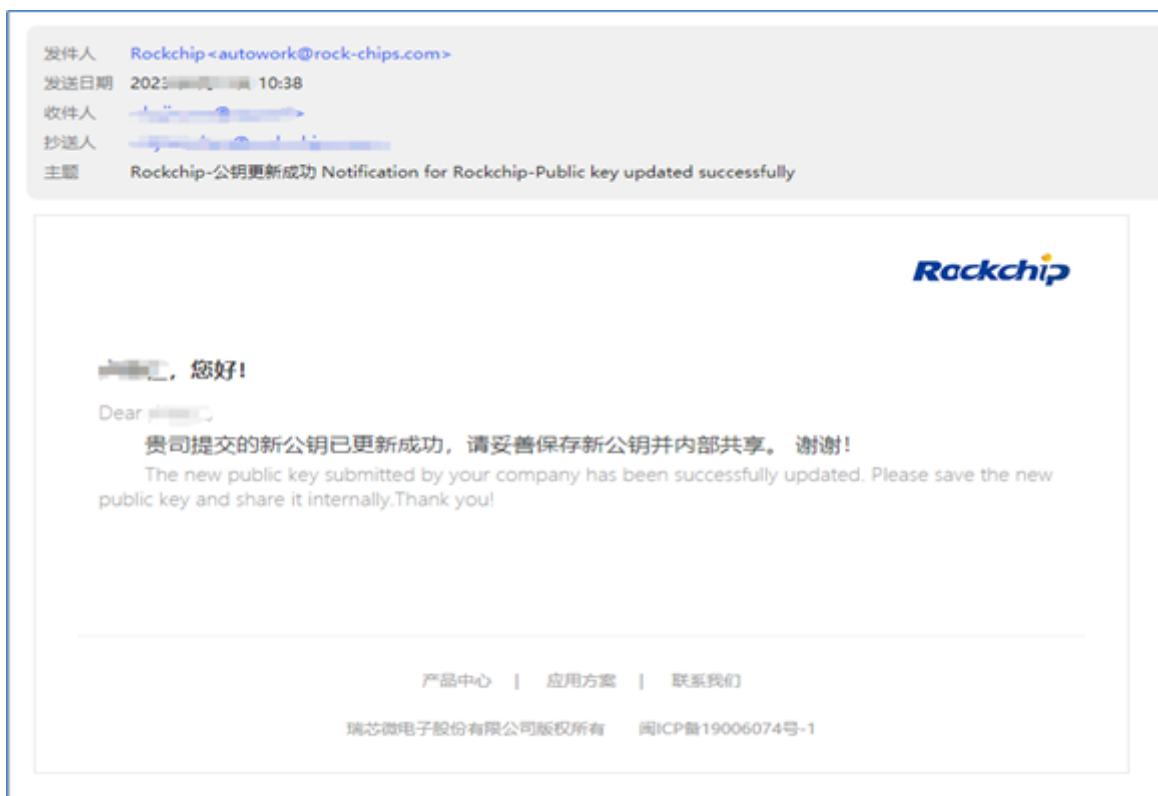 发件人 Rockchip<autowork@rock-chips.com>
发送日期 2023 10:38
收件人
抄送人
主题 Rockchip-公钥更新成功 Notification for Rockchip-Public key updated successfully
Rockchip
,您好!
Dear
贵司提交的新公钥已更新成功,请妥善保存新公钥并内部共享。 谢谢!
The new public key submitted by your company has been successfully updated. Please save the new
public key and share it internally.Thank you!
产品中心 | 应用方案 | 联系我们
瑞芯微电子股份有限公司版权所有 闽ICP备19006074号-1